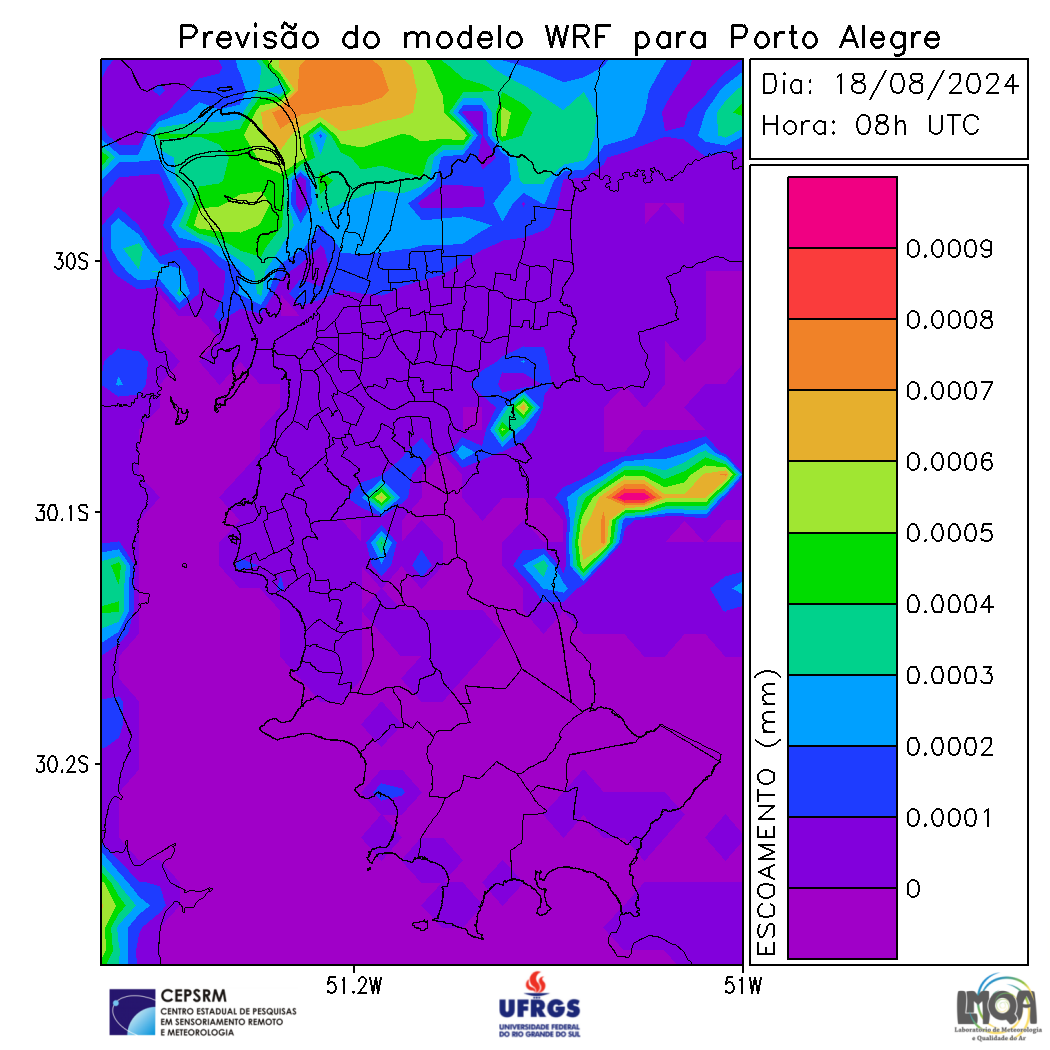 Previsão do modelo WRF para Porto Alegre
Dia: 18/08/2024
Hora: 08h UTC
30S
30.1S
30.2S
51.2W
51W
0.0009
0.0008
0.0007
0.0006
0.0005
0.0004
0.0003
0.0002
0.0001
0
ESCOAMENTO (mm)
CEPSRM
CENTRO ESTADUAL DE PESQUISAS
EM SENSORIAMENTO REMOTO
E METEOROLOGIA
UFRGS
UNIVERSIDADE FEDERAL
DO RIO GRANDE DO SUL
LMQA
Laboratório de Meteorologia
e Qualidade do Ar